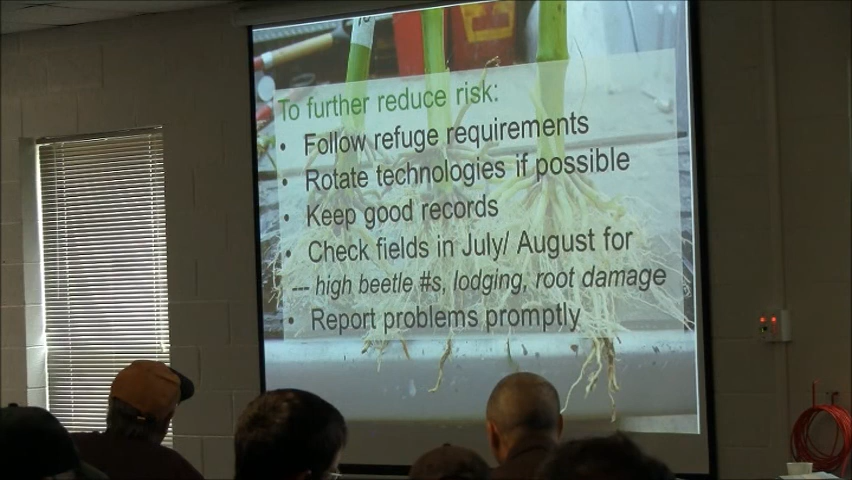 To further reduce risk:
• Follow refuge requirements
• Rotate technologies if possible
• Keep good records
• Check fields in July/ August for
--- high beetle #s, lodging, root damage
• Report problems promptly